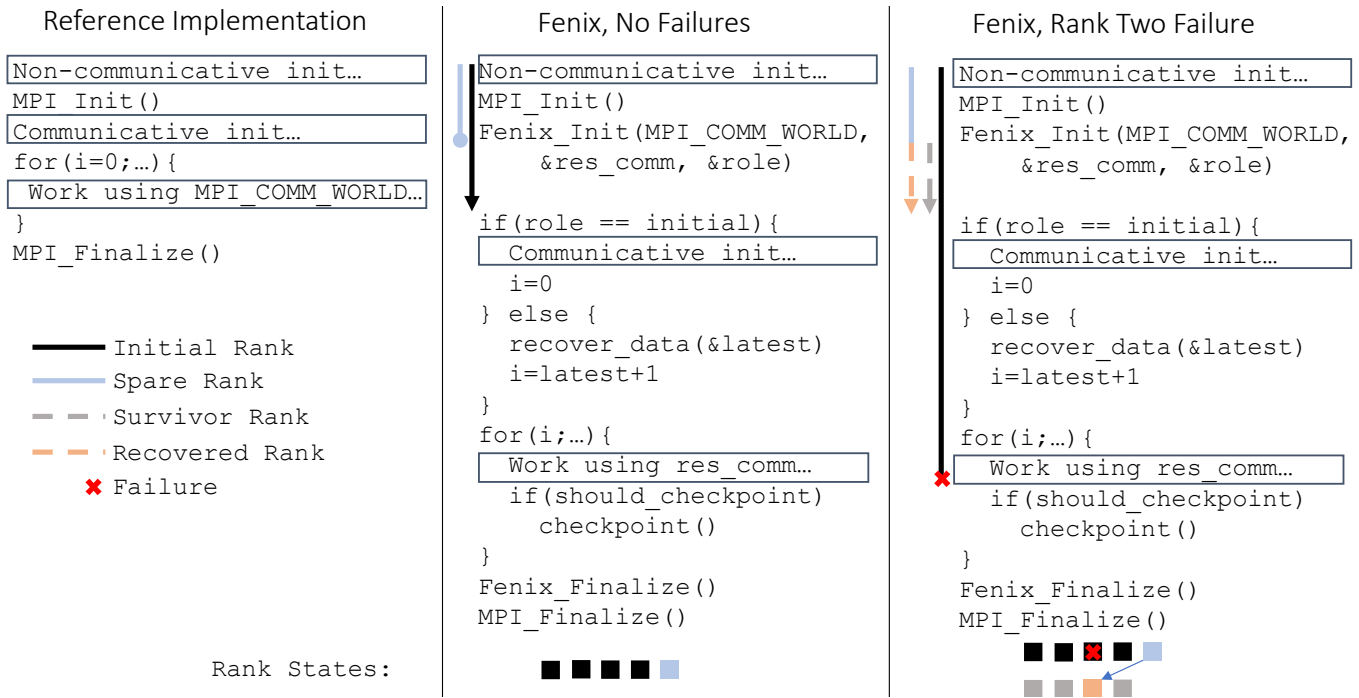 Reference Implementation
Non-communicative init…
MPI_Init()
Communicative init…
for(i=0;…){
Work using MPI_COMM_WORLD…
}
MPI_Finalize()
Initial Rank
Spare Rank
Survivor Rank
Recovered Rank
Failure
Rank States:
Fenix, No Failures
Non-communicative init…
MPI_Init()
Fenix_Init(MPI_COMM_WORLD,
&res_comm, &role)
if(role == initial){
Communicative init…
i=0
} else {
recover_data(&latest)
i=latest+1
}
for(i;…){
Work using res_comm…
if(should_checkpoint)
checkpoint()
}
Fenix_Finalize()
MPI_Finalize()
Fenix, Rank Two Failure
Non-communicative init…
MPI_Init()
Fenix_Init(MPI_COMM_WORLD,
&res_comm, &role)
if(role == initial){
Communicative init…
i=0
} else {
recover_data(&latest)
i=latest+1
}
for(i;…){
Work using res_comm…
if(should_checkpoint)
checkpoint()
}
Fenix_Finalize()
MPI_Finalize()